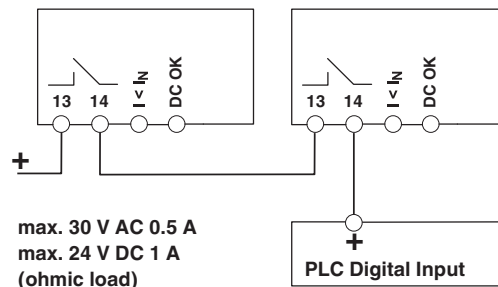 13 14 I < IN DC OK
13 14 I < IN DC OK
+
max. 30 V AC 0.5 A
max. 24 V DC 1 A
(ohmic load)
+
PLC Digital Input